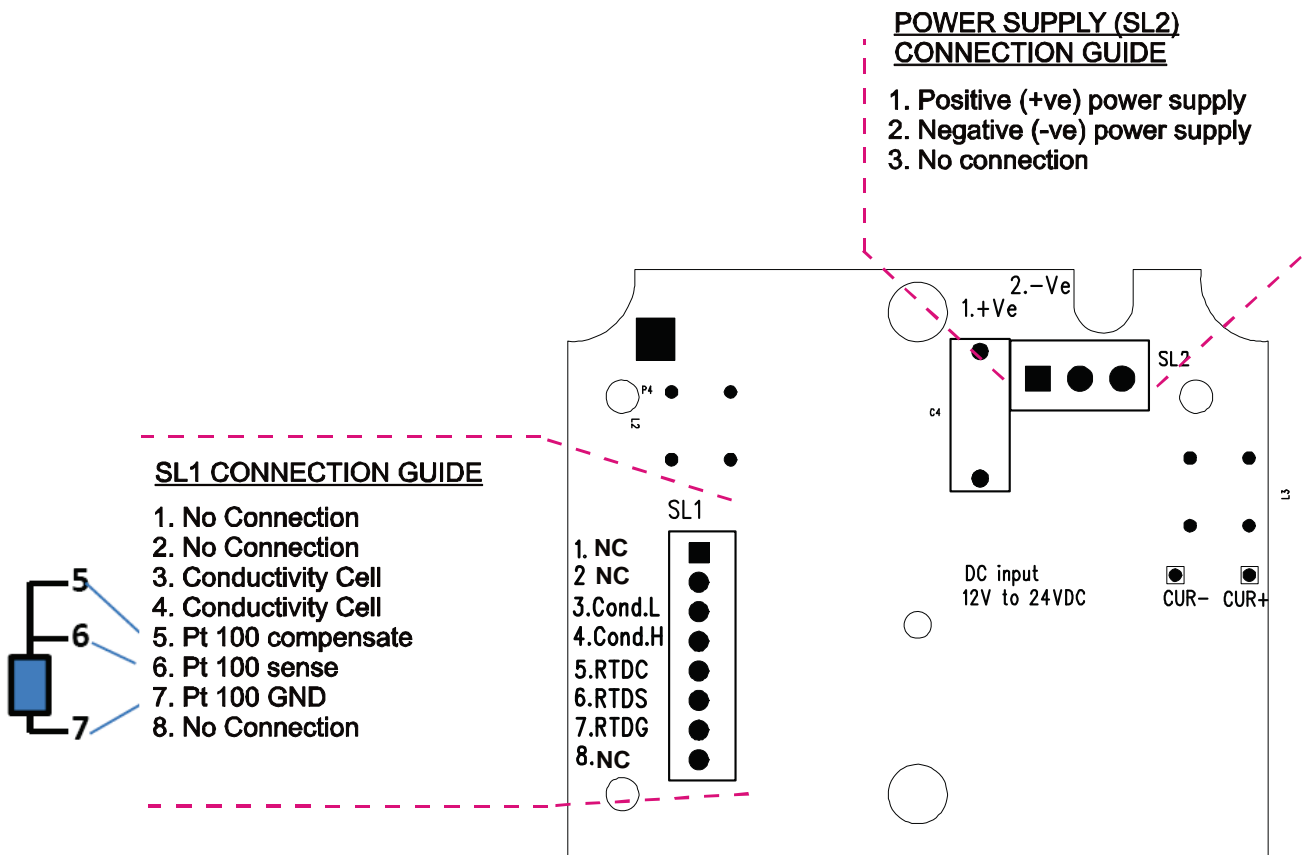 POWER SUPPLY (SL2)
CONNECTION GUIDE
1. Positive (+ve) power supply
2. Negative (-ve) power supply
3. No connection
2.-Ve
1.+Ve
SL2
P4
L2
C4
SL1 CONNECTION GUIDE
1. No Connection
2. No Connection
3. Conductivity Cell
4. Conductivity Cell
5. Pt 100 compensate
6. Pt 100 sense
7. Pt 100 GND
8. No Connection
5
6
7
SL1
1. NC
2 NC
3.Cond.L
4.Cond.H
5.RTDC
6.RTDS
7.RTDG
8.NC
L3
DC input
12V to 24VDC
CUR- CUR+